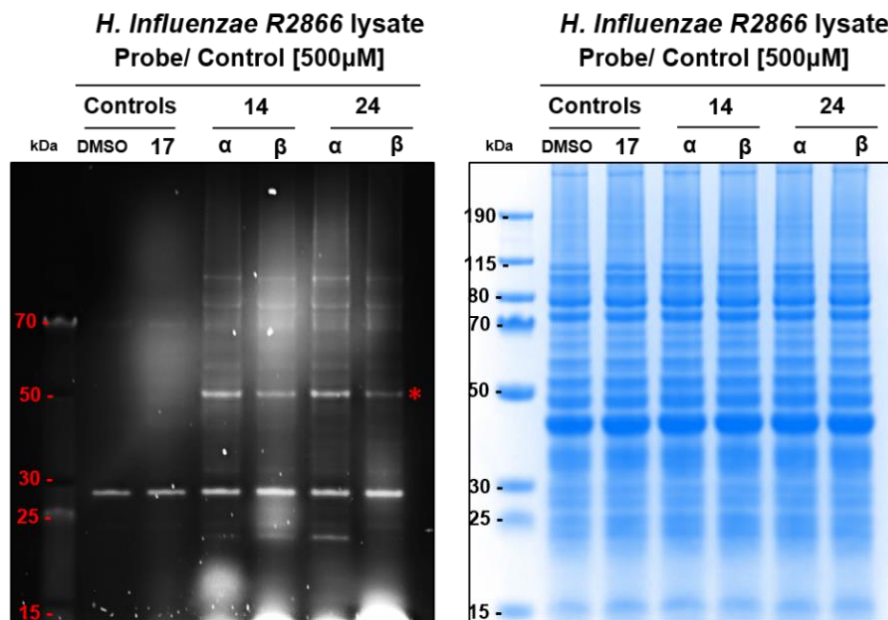 H. Influenzae R2866 lysate
Probe/ Control [500µM]
Controls 14 24
kDa DMSO 17 α β α β
70 -
50 - *
30 -
25 -
15 -
H. Influenzae R2866 lysate
Probe/ Control [500µM]
Controls 14 24
kDa DMSO 17 α β α β
190 -
115 -
80 -
70 -
50 -
30 -
25 -
15 -